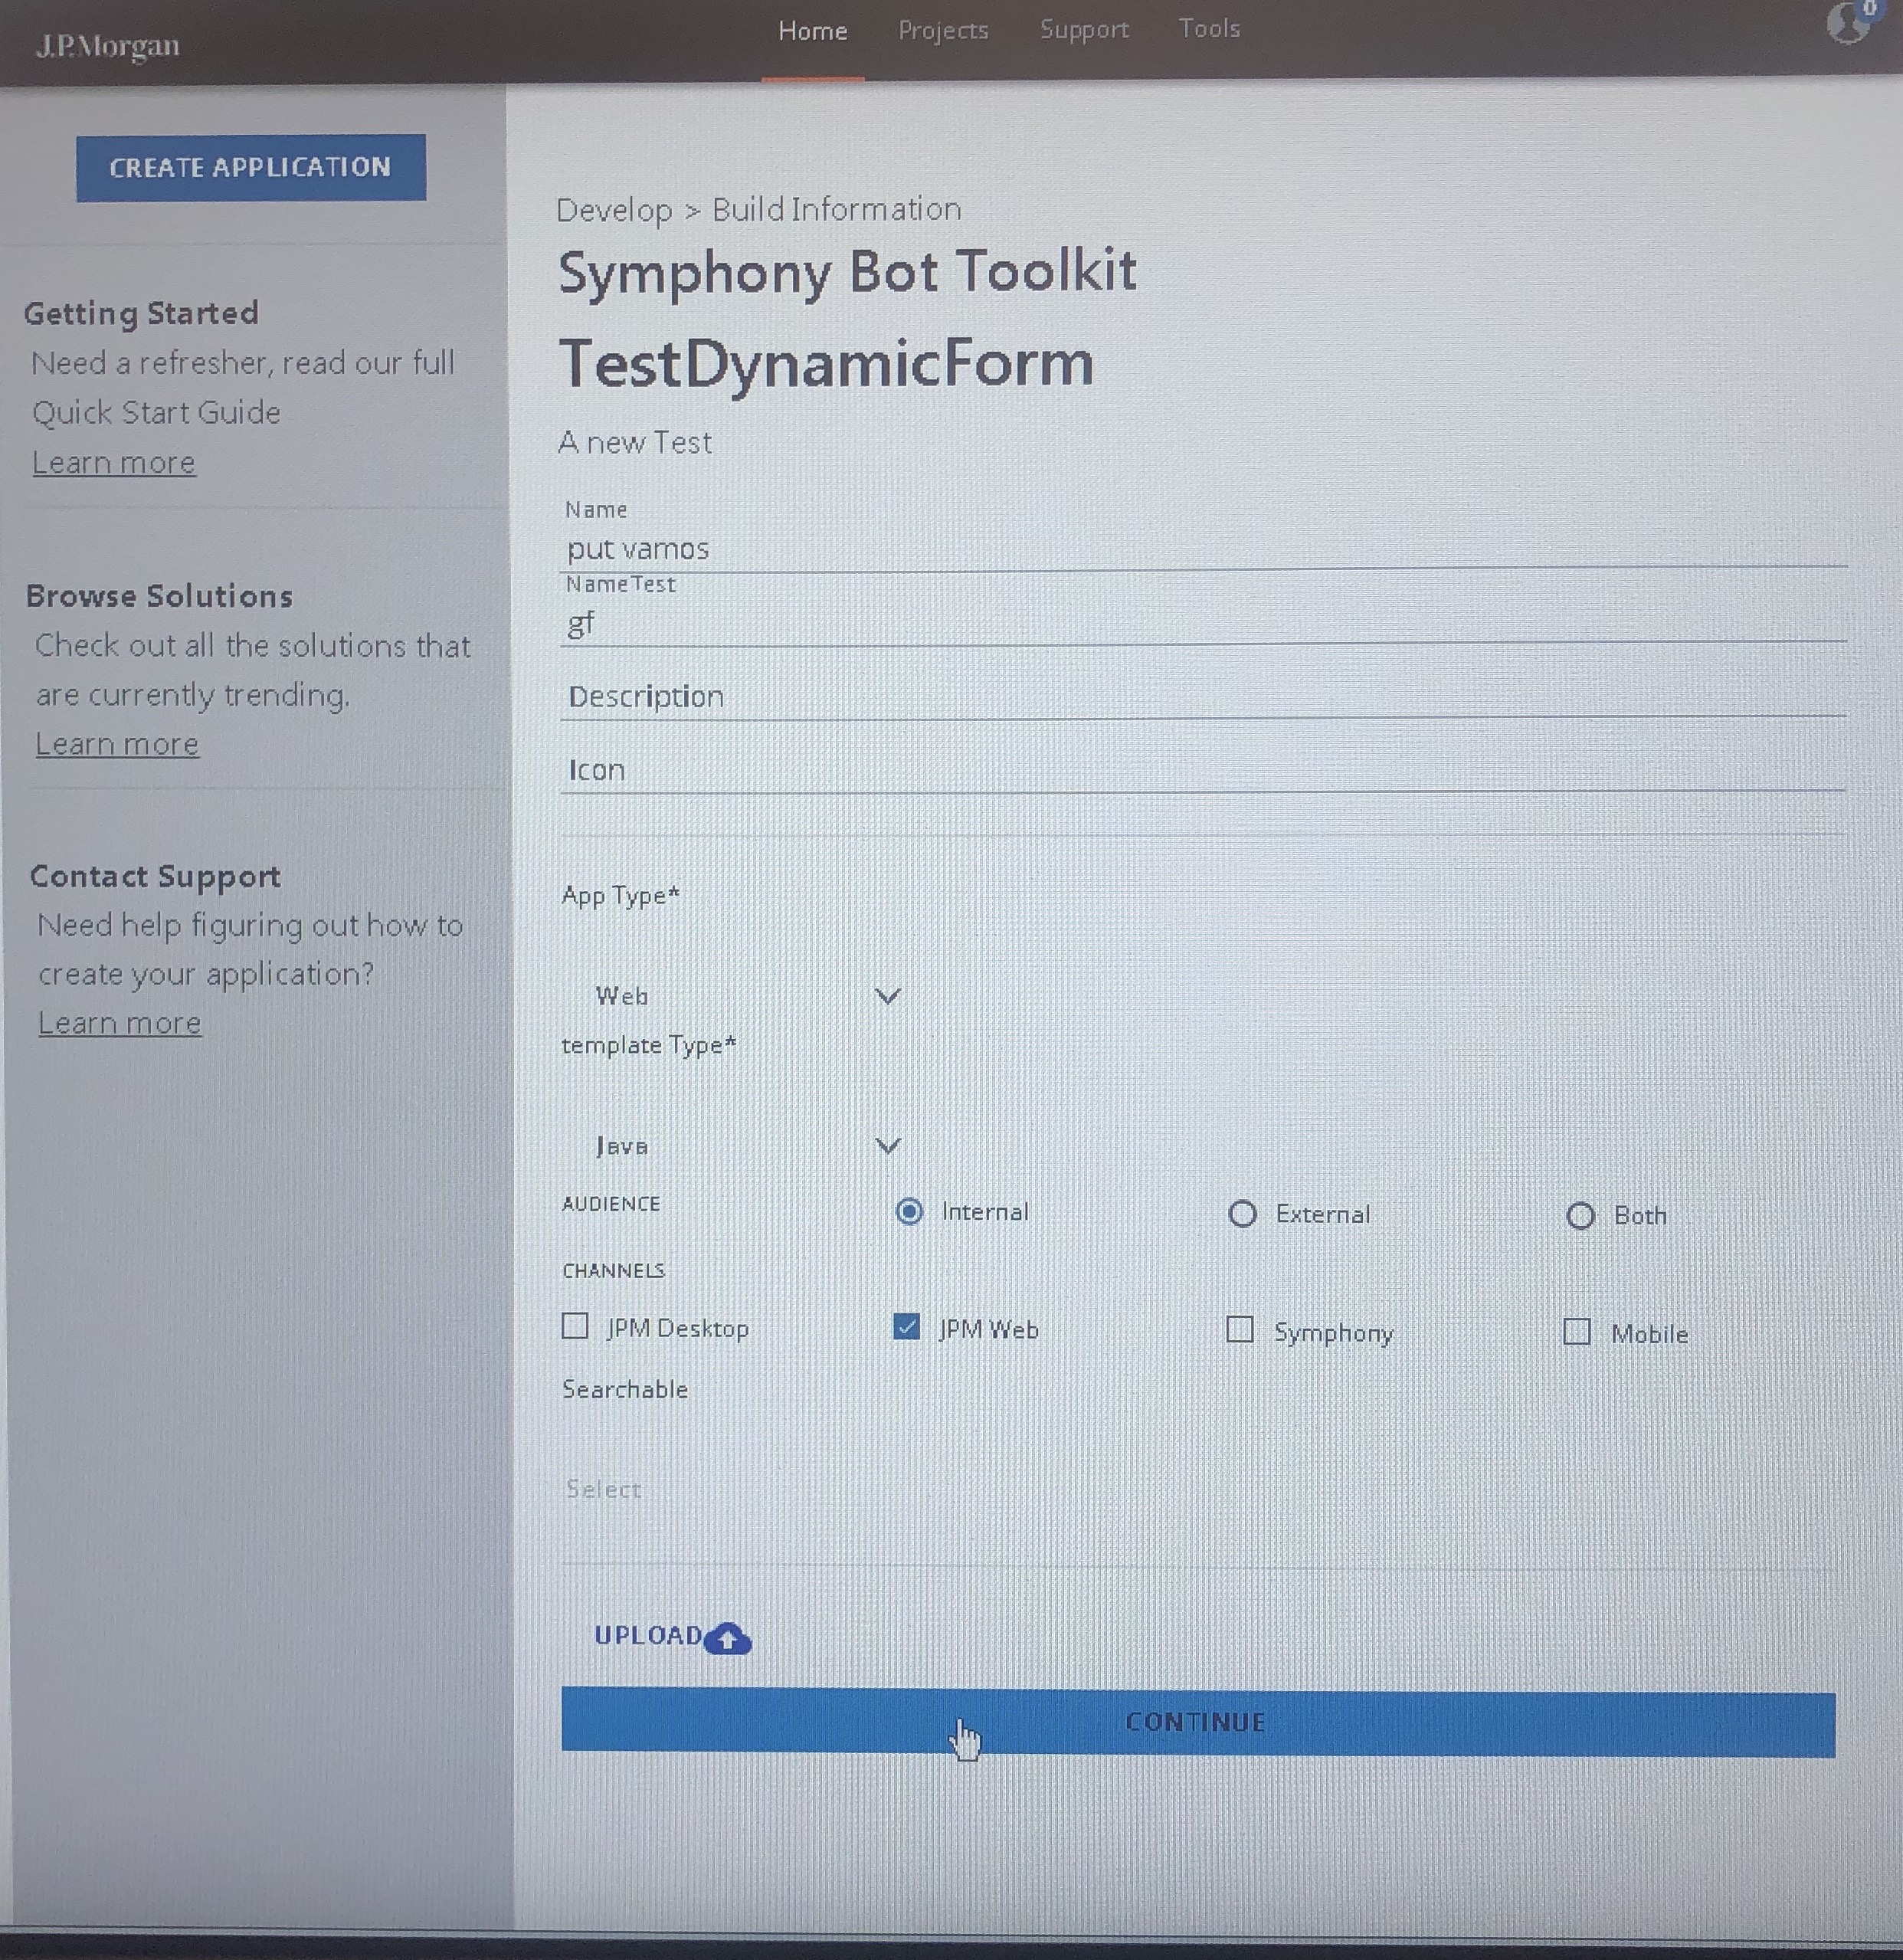 J.P.Morgan
Home Projects Support Tools
0
CREATE APPLICATION
Getting Started
Need a refresher, read our full
Quick Start Guide
Learn more
Browse Solutions
Check out all the solutions that
are currently trending.
Learn more
Contact Support
Need help figuring out how to
create your application?
Learn more
Develop > Build Information
Symphony Bot Toolkit
TestDynamicForm
A new Test
Name
put vamos
NameTest
gf
Description
Icon
App Type*
Web
template Type*
Java
AUDIENCE Internal External Both
CHANNELS
JPM Desktop JPM Web Symphony Mobile
Searchable
Select
UPLOAD
CONTINUE